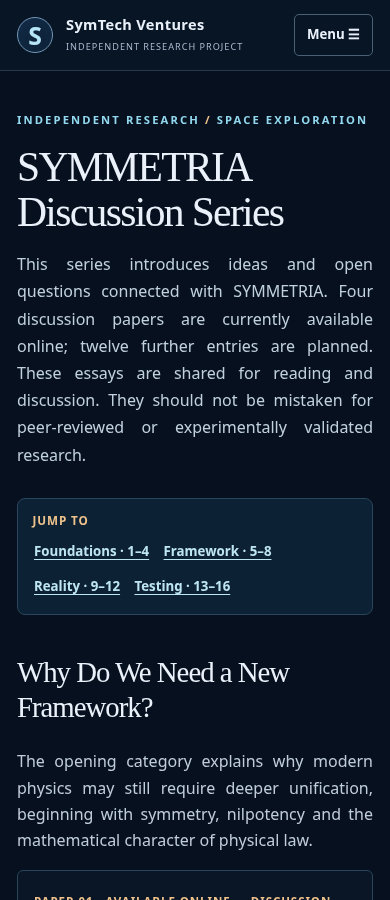 S
SymTech Ventures
INDEPENDENT RESEARCH PROJECT
Menu ☰
INDEPENDENT RESEARCH / SPACE EXPLORATION
SYMMETRIA
Discussion Series
This series introduces ideas and open
questions connected with SYMMETRIA. Four
discussion papers are currently available
online; twelve further entries are planned.
These essays are shared for reading and
discussion. They should not be mistaken for
peer-reviewed or experimentally validated
research.
JUMP TO
Foundations · 1–4 Framework · 5–8
Reality · 9–12 Testing · 13–16
Why Do We Need a New
Framework?
The opening category explains why modern
physics may still require deeper unification,
beginning with symmetry, nilpotency and the
mathematical character of physical law.
PAPER 01 · AVAILABLE ONLINE — DISCUSSION